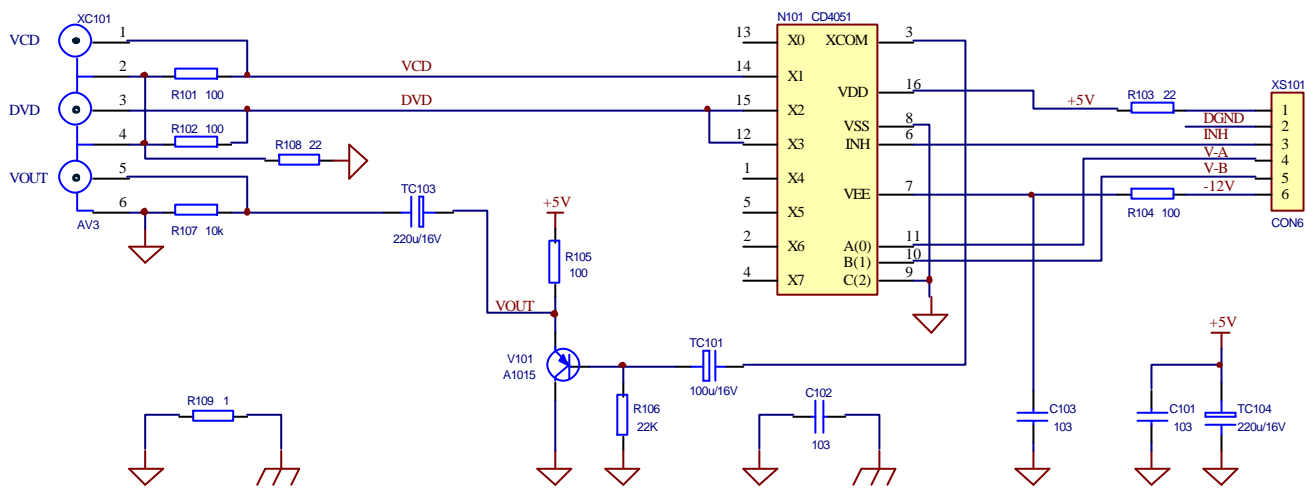 XC101
N101 CD4051
VCD
1
13
X0
XCOM
3
2
R101 100
VCD
14
X1
DVD
3
DVD
15
X2
VDD
16
+5V
R103 22
XS101
1
4
R102 100
12
X3
VSS
8
DGND
2
INH
6
INH
3
R108 22
V-A
4
VOUT
5
TC103
1
X4
V-B
5
6
VEE
7
-12V
6
AV3
R107 10k
220u/16V
+5V
5
X5
R104 100
CON6
2
X6
A(0)
11
R105
100
B(1)
10
4
X7
C(2)
9
VOUT
+5V
V101
A1015
TC101
100u/16V
R109 1
R106
22K
C102
103
C103
103
C101
103
TC104
220u/16V